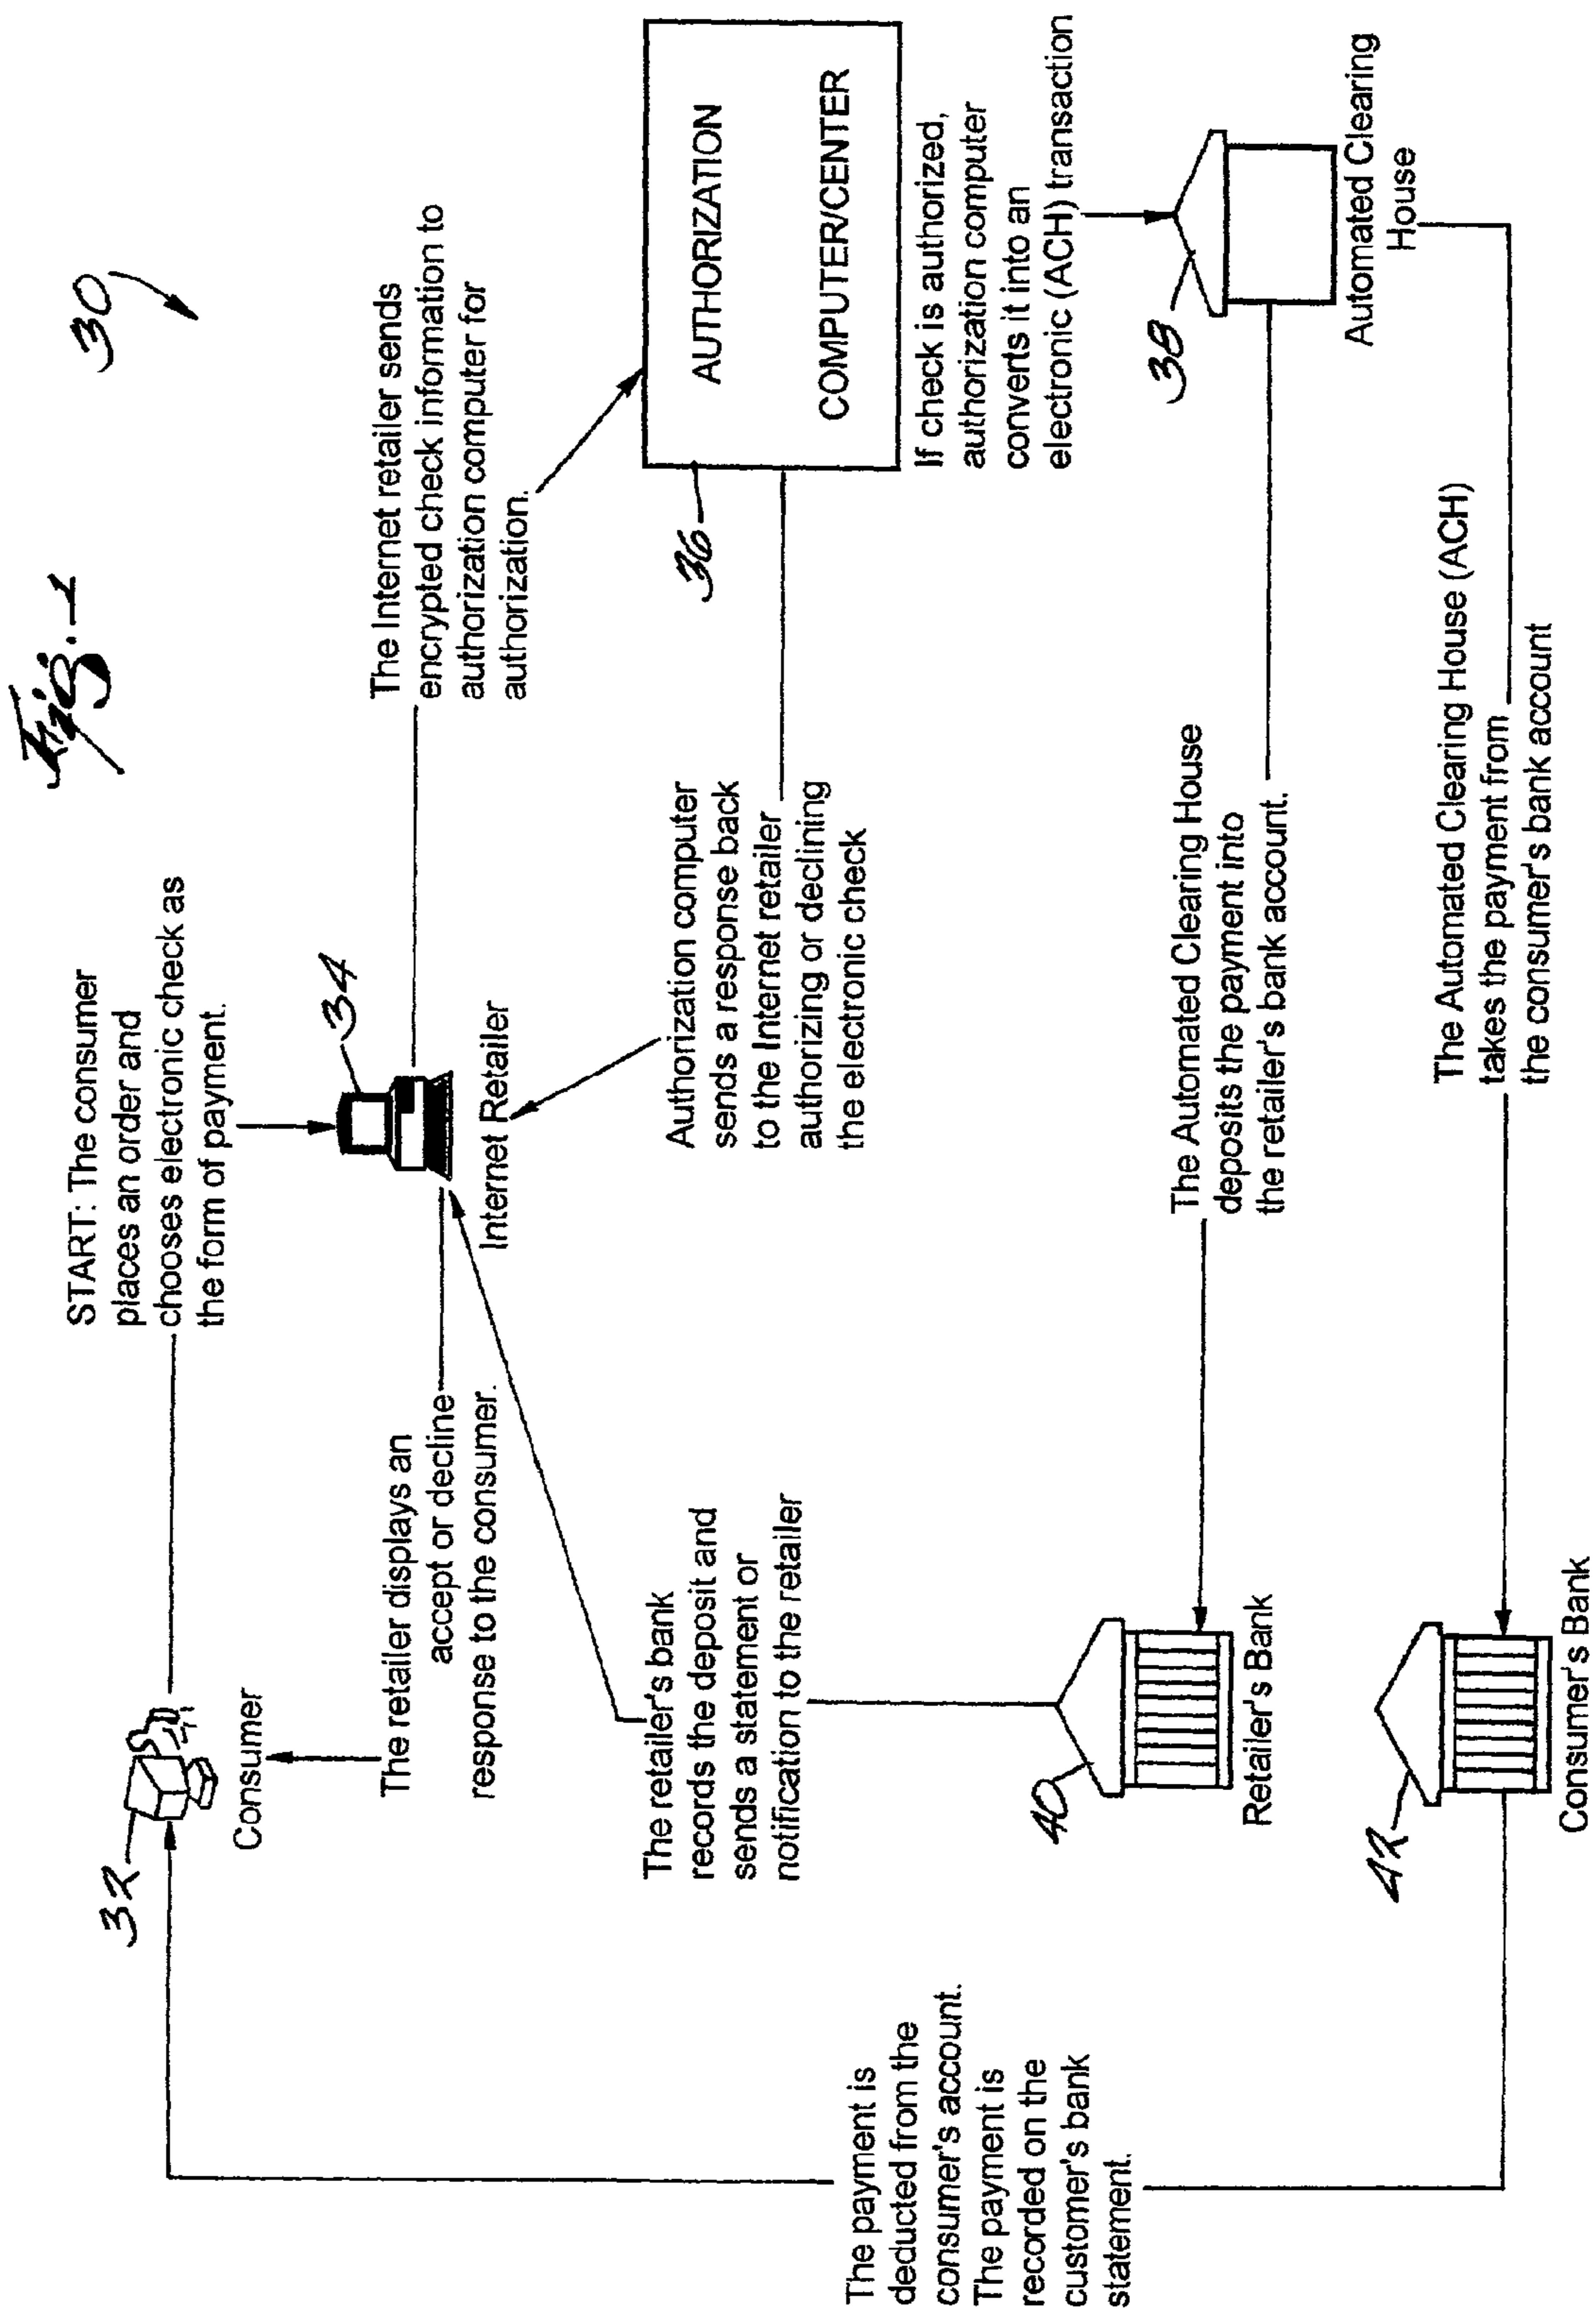 Fig.-1
30
START: The consumer
places an order and
chooses electronic check as
the form of payment.
32
Consumer
34
Internet Retailer
The Internet retailer sends
encrypted check information to
authorization computer for
authorization.
The retailer displays an
accept or decline
response to the consumer.
AUTHORIZATION
COMPUTER/CENTER
36
Authorization computer
sends a response back
to the Internet retailer
authorizing or declining
the electronic check
The retailer's bank
records the deposit and
sends a statement or
notification to the retailer
If check is authorized,
authorization computer
converts it into an
electronic (ACH) transaction
38
Automated Clearing
House
The Automated Clearing House
deposits the payment into
the retailer's bank account.
40
Retailer's Bank
The payment is
deducted from the
consumer's account.
The payment is
recorded on the
customer's bank
statement.
The Automated Clearing House (ACH)
takes the payment from
the consumer's bank account
42
Consumer's Bank